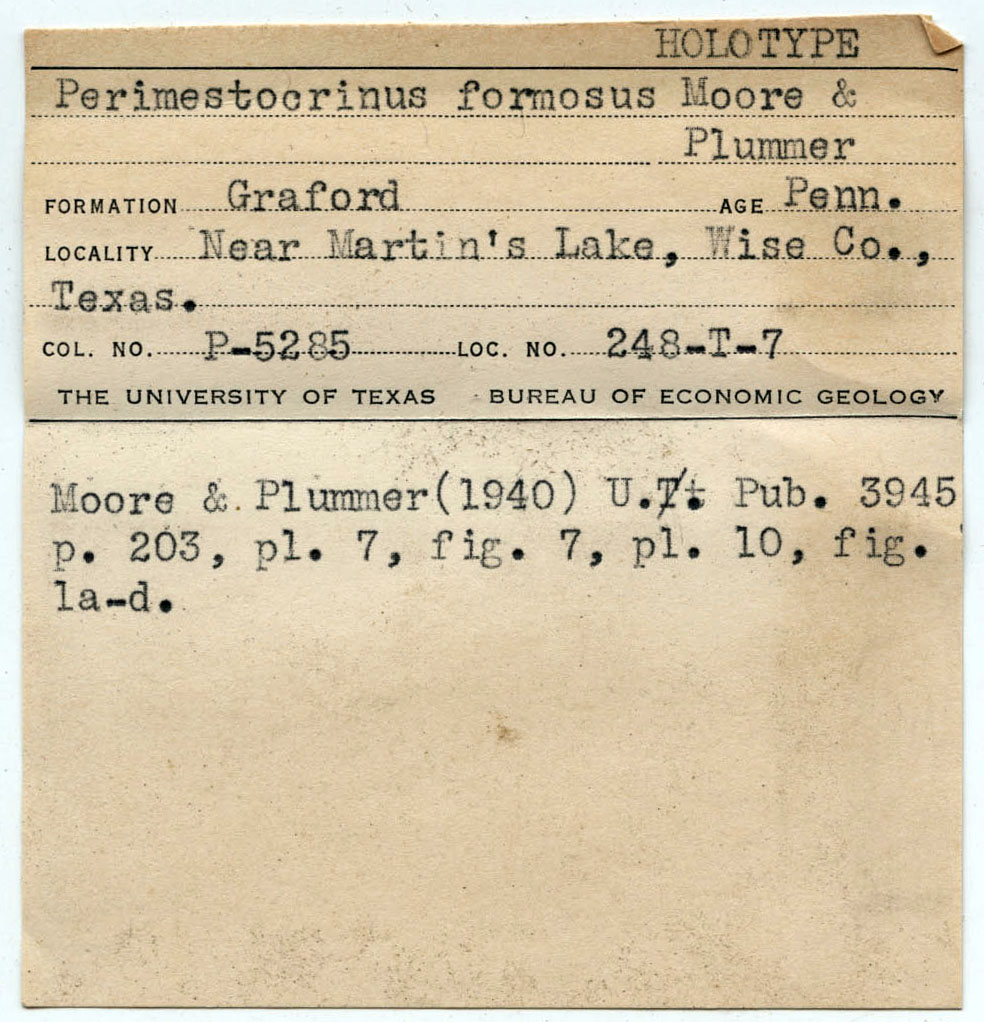 HOLOTYPE
Perimestocrinus formosus Moore &
Plummer
FORMATION Graford AGE Penn.
LOCALITY Near Martin's Lake, Wise Co.,
Texas.
COL. NO. P-5285 LOC. NO. 248-T-7
THE UNIVERSITY OF TEXAS BUREAU OF ECONOMIC GEOLOGY
Moore & Plummer(1940) U.T. Pub. 3945
p. 203, pl. 7, fig. 7, pl. 10, fig.
la-d.